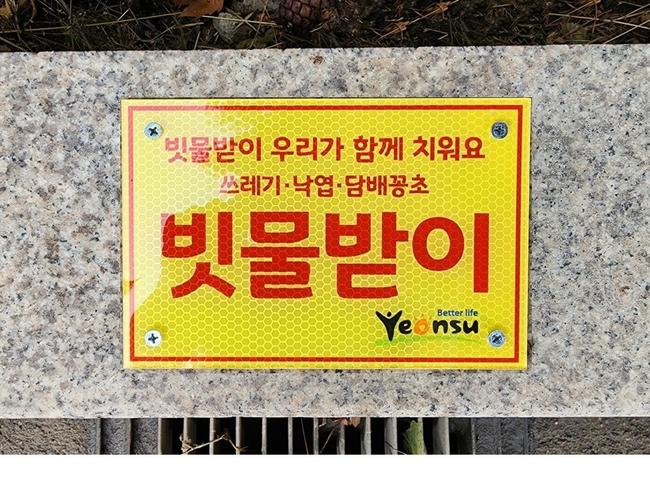 빗물받이 우리가 함께 치워요
쓰레기·낙엽·담배꽁초
빗물받이
Better life
Yeonsu